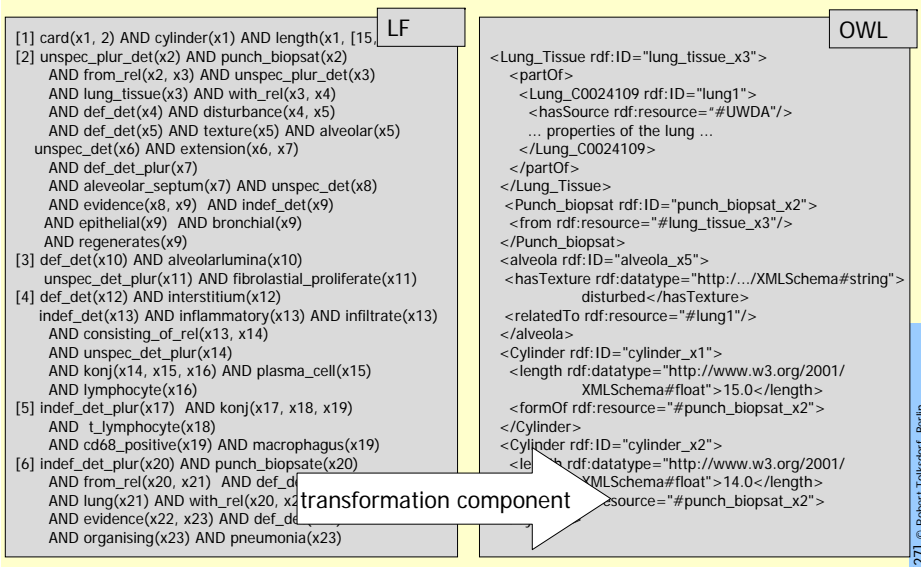 LF
[1] card(x1, 2) AND cylinder(x1) AND length(x1, [15,
[2] unspec_plur_det(x2) AND punch_biopsat(x2)
AND from_rel(x2, x3) AND unspec_plur_det(x3)
AND lung_tissue(x3) AND with_rel(x3, x4)
AND def_det(x4) AND disturbance(x4, x5)
AND def_det(x5) AND texture(x5) AND alveolar(x5)
unspec_det(x6) AND extension(x6, x7)
AND def_det_plur(x7)
AND aleveolar_septum(x7) AND unspec_det(x8)
AND evidence(x8, x9) AND indef_det(x9)
AND epithelial(x9) AND bronchial(x9)
AND regenerates(x9)
[3] def_det(x10) AND alveolarlumina(x10)
unspec_det_plur(x11) AND fibrolastial_proliferate(x11)
[4] def_det(x12) AND interstitium(x12)
indef_det(x13) AND inflammatory(x13) AND infiltrate(x13)
AND consisting_of_rel(x13, x14)
AND unspec_det_plur(x14)
AND konj(x14, x15, x16) AND plasma_cell(x15)
AND lymphocyte(x16)
[5] indef_det_plur(x17) AND konj(x17, x18, x19)
AND t_lymphocyte(x18)
AND cd68_positive(x19) AND macrophagus(x19)
[6] indef_det_plur(x20) AND punch_biopsate(x20)
AND from_rel(x20, x21) AND def_de
AND lung(x21) AND with_rel(x20, x2
AND evidence(x22, x23) AND def_de
AND organising(x23) AND pneumonia(x23)
transformation component
OWL
<Lung_Tissue rdf:ID="lung_tissue_x3">
<partOf>
<Lung_C0024109 rdf:ID="lung1">
<hasSource rdf:resource="#UWDA"/>
... properties of the lung ...
</Lung_C0024109>
</partOf>
</Lung_Tissue>
<Punch_biopsat rdf:ID="punch_biopsat_x2">
<from rdf:resource="#lung_tissue_x3"/>
</Punch_biopsat>
<alveola rdf:ID="alveola_x5">
<hasTexture rdf:datatype="http:/.../XMLSchema#string">
disturbed</hasTexture>
<relatedTo rdf:resource="#lung1"/>
</alveola>
<Cylinder rdf:ID="cylinder_x1">
<length rdf:datatype="http://www.w3.org/2001/
XMLSchema#float">15.0</length>
<formOf rdf:resource="#punch_biopsat_x2">
</Cylinder>
<Cylinder rdf:ID="cylinder_x2">
<le h rdf:datatype="http://www.w3.org/2001/
XMLSchema#float">14.0</length>
esource="#punch_biopsat_x2">
27] © Robert Tolksdorf, Berlin